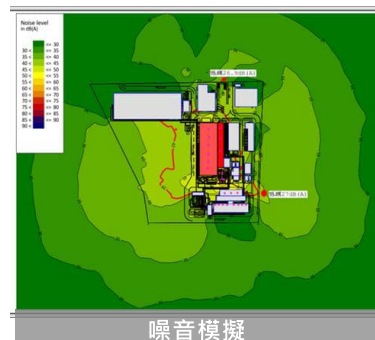 Noise level
in dB(A)
<= 30
30 < <= 35
35 < <= 40
40 < <= 45
45 < <= 50
50 < <= 55
55 < <= 60
60 < <= 65
65 < <= 70
70 < <= 75
75 < <= 80
80 < <= 85
85 < <= 90
90 <
噪音模擬